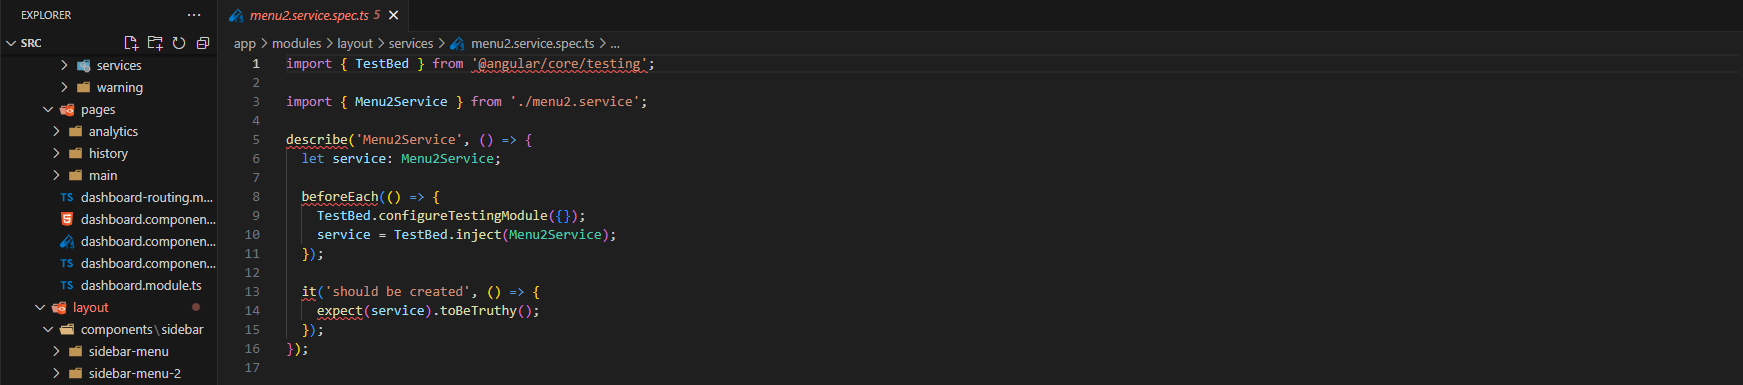 EXPLORER ...
SRC
services
warning
pages
analytics
history
main
TS dashboard-routing.m...
dashboard.componen...
dashboard.componen...
TS dashboard.componen...
TS dashboard.module.ts
layout
components\sidebar
sidebar-menu
sidebar-menu-2
menu2.service.spec.ts 5
app > modules > layout > services > menu2.service.spec.ts > ...
1 import { TestBed } from '@angular/core/testing';
2
3 import { Menu2Service } from './menu2.service';
4
5 describe('Menu2Service', () => {
6 let service: Menu2Service;
7
8 beforeEach(() => {
9 TestBed.configureTestingModule({});
10 service = TestBed.inject(Menu2Service);
11 });
12
13 it('should be created', () => {
14 expect(service).toBeTruthy();
15 });
16 });
17